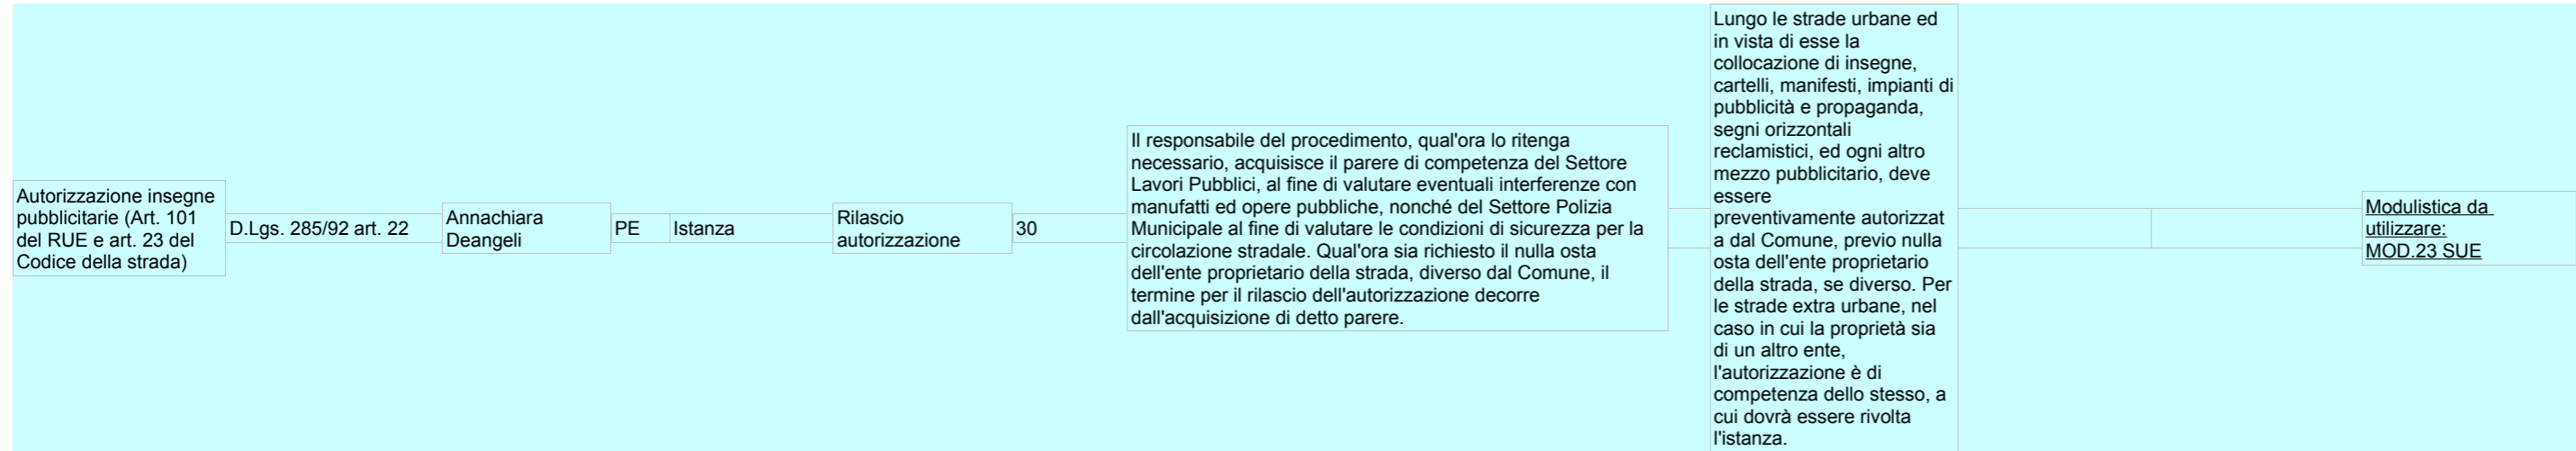 Autorizzazione insegne
pubblicitarie (Art. 101
del RUE e art. 23 del
Codice della strada)
D.Lgs. 285/92 art. 22
Annachiara
Deangeli
PE
Istanza
Rilascio
autorizzazione
30
Il responsabile del procedimento, qual'ora lo ritenga
necessario, acquisisce il parere di competenza del Settore
Lavori Pubblici, al fine di valutare eventuali interferenze con
manufatti ed opere pubbliche, nonché del Settore Polizia
Municipale al fine di valutare le condizioni di sicurezza per la
circolazione stradale. Qual'ora sia richiesto il nulla osta
dell'ente proprietario della strada, diverso dal Comune, il
termine per il rilascio dell'autorizzazione decorre
dall'acquisizione di detto parere.
Lungo le strade urbane ed
in vista di esse la
collocazione di insegne,
cartelli, manifesti, impianti di
pubblicità e propaganda,
segni orizzontali
reclamistici, ed ogni altro
mezzo pubblicitario, deve
essere
preventivamente autorizzat
a dal Comune, previo nulla
osta dell'ente proprietario
della strada, se diverso. Per
le strade extra urbane, nel
caso in cui la proprietà sia
di un altro ente,
l'autorizzazione è di
competenza dello stesso, a
cui dovrà essere rivolta
l'istanza.
Modulistica da
utilizzare:
MOD.23 SUE